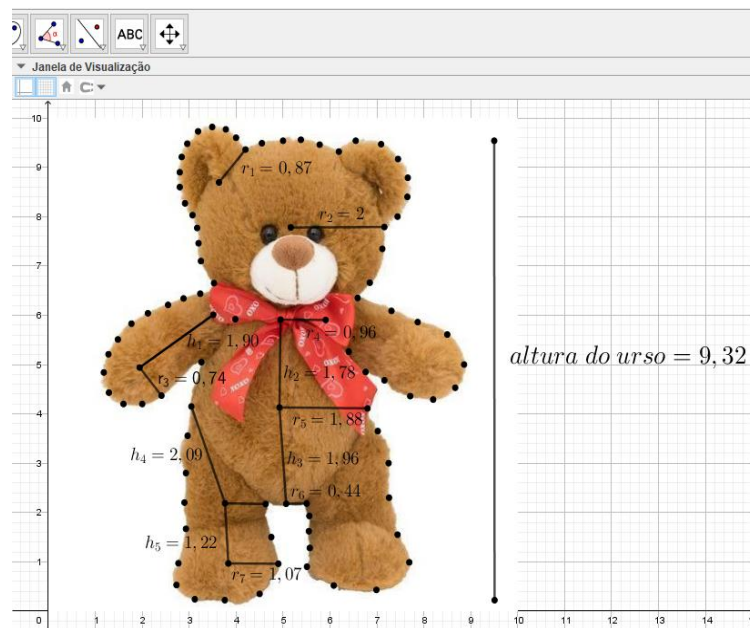 ABC
Janela de Visualização
10
9
8
7
6
5
4
3
2
1
0
1
2
3
4
5
6
7
8
9
10
11
12
13
14
r₁ = 0,87
r₂ = 2
OXO
h₁ = 1,90
r₄ = 0,96
r₃ = 0,74
h₂ = 1,78
altura do urso = 9,32
r₅ = 1,88
h₄ = 2,09
h₃ = 1,96
r₆ = 0,44
h₅ = 1,22
r₇ = 1,07